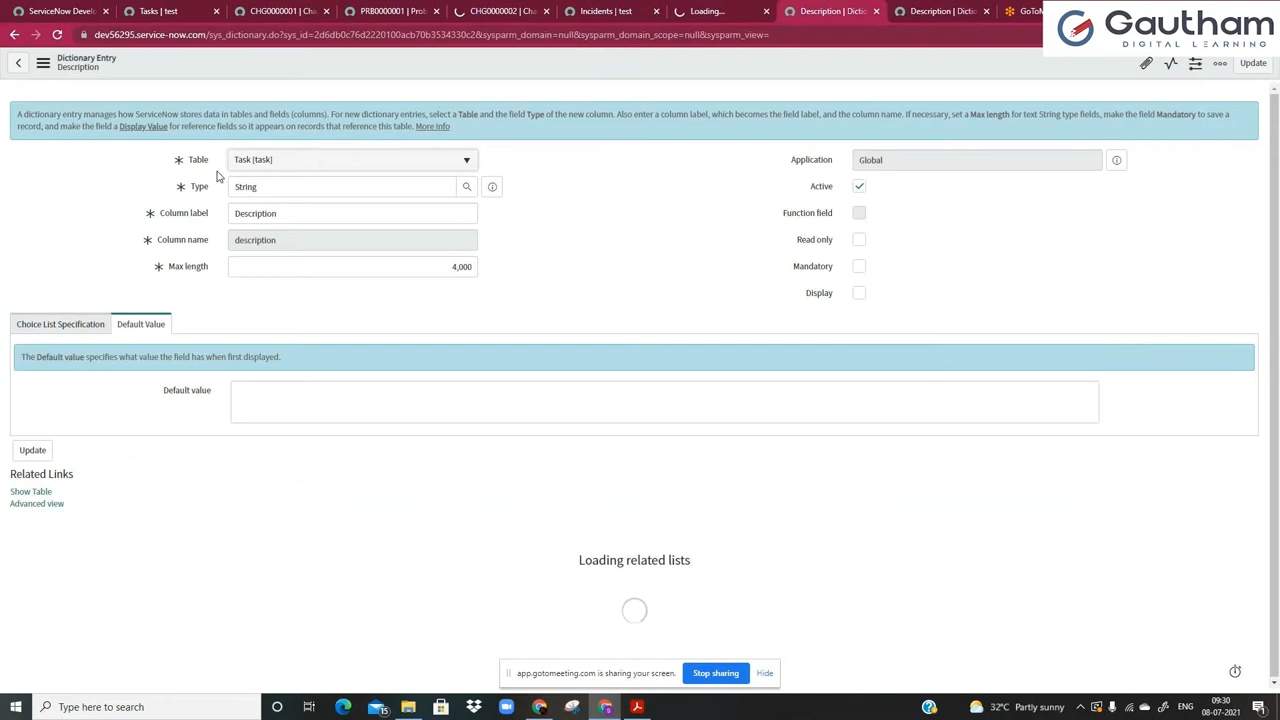 ServiceNow Develo
Tasks | test
CHG0000001 | Cha
PRB0000001 | Prob
CHG0000002 | Cha
Incidents | test
Loading...
Description | Dictio
Description | Dictio
GoToM
dev56295.service-now.com/sys_dictionary.do?sys_id=2d6db0c76d2220100acb70f3534330c2&sysparm_domain=null&sysparm_domain_scope=null&sysparm_view=
Gautham
DIGITAL LEARNING
Dictionary Entry
Description
Update
A dictionary entry manages how ServiceNow stores data in tables and fields (columns). For new dictionary entries, select a Table and the field Type of the new column. Also enter a column label, which becomes the field label, and the column name. If necessary, set a Max length for text String type fields, make the field Mandatory to save a
record, and make the field a Display Value for reference fields so it appears on records that reference this table. More Info
Table Task [task]
Application Global
Type String
Active
Column label Description
Function field
Column name description
Read only
Max length 4,000
Mandatory
Display
Choice List Specification Default Value
The Default value specifies what value the field has when first displayed.
Default value
Update
Related Links
Show Table
Advanced view
Loading related lists
app.gotomeeting.com is sharing your screen. Stop sharing Hide
Type here to search
15
32°C Partly sunny
09:30
08-07-2021
1